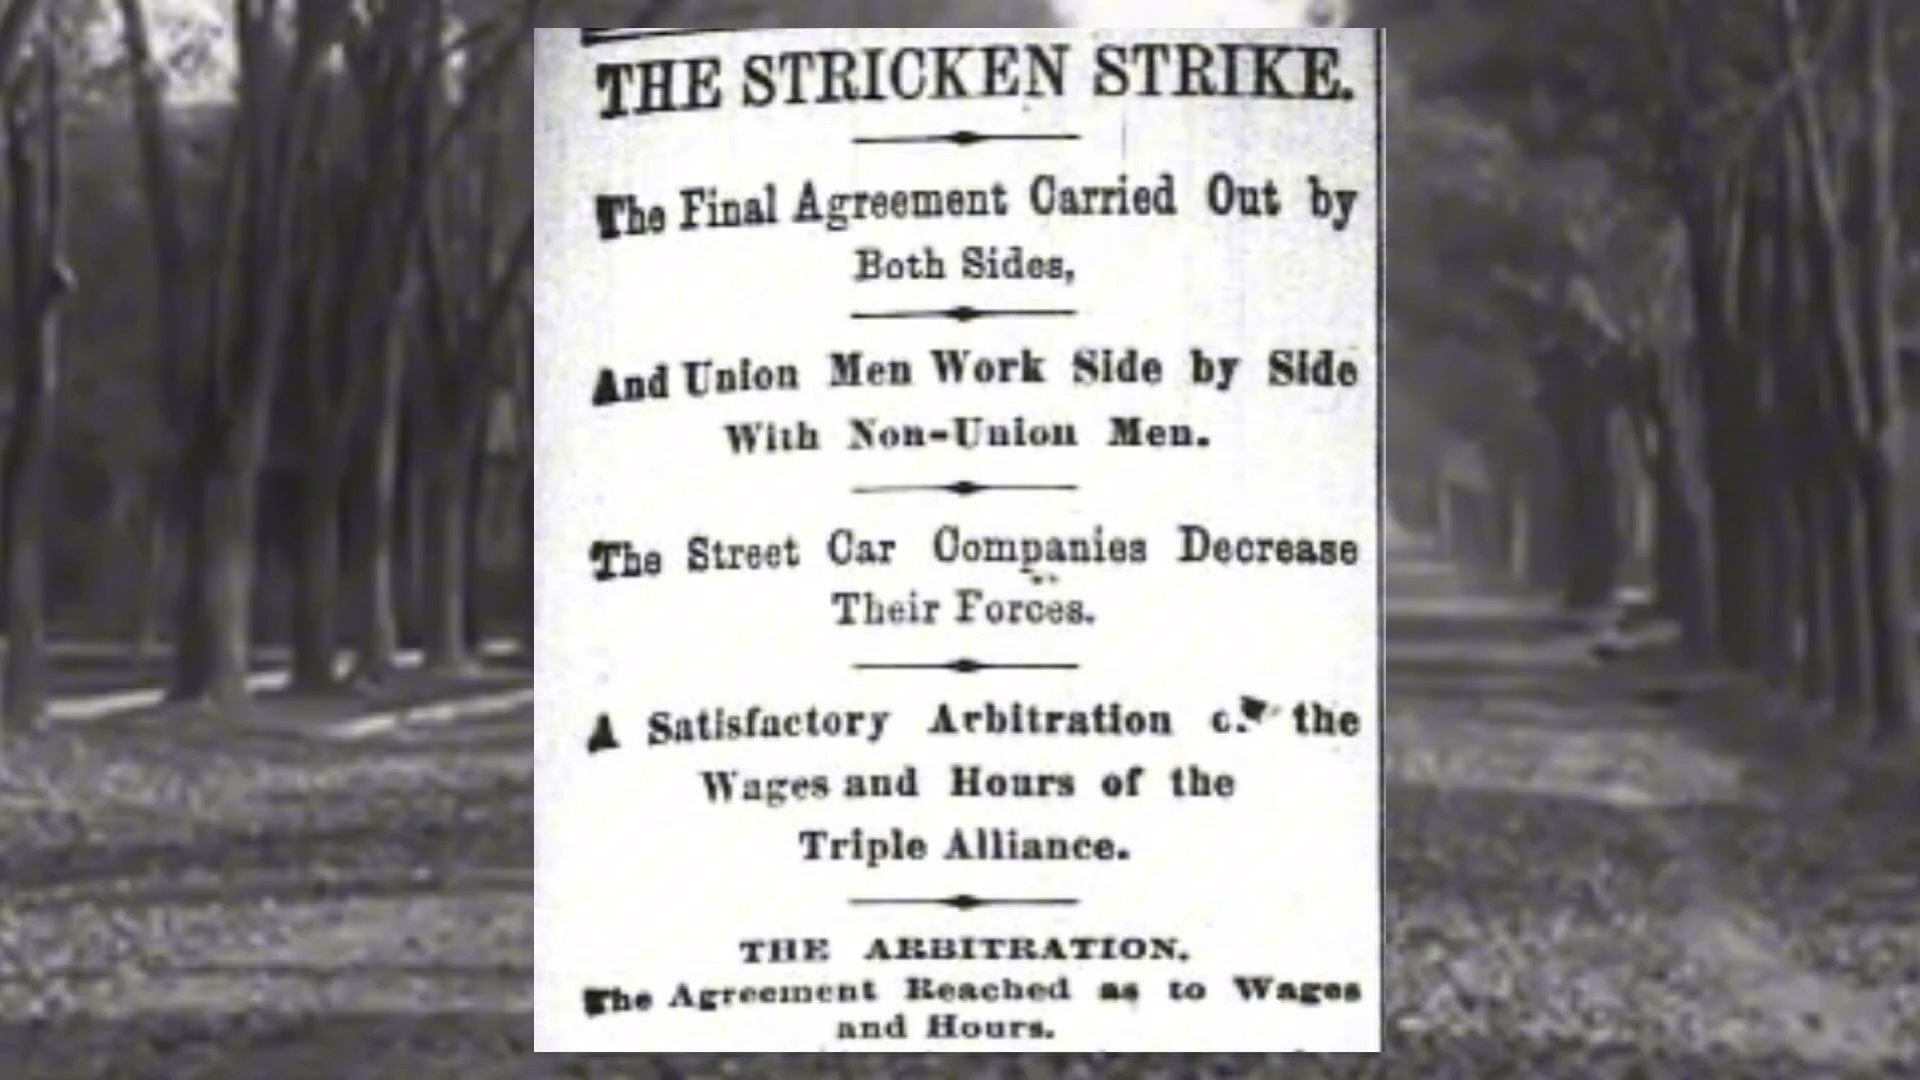 THE STRICKEN STRIKE.
The Final Agreement Carried Out by
Both Sides,
And Union Men Work Side by Side
With Non-Union Men.
The Street Car Companies Decrease
Their Forces.
A Satisfactory Arbitration the
Wages and Hours of the
Triple Alliance.
THE ARBITRATION.
The Agreement Reached as to Wages
and Hours.